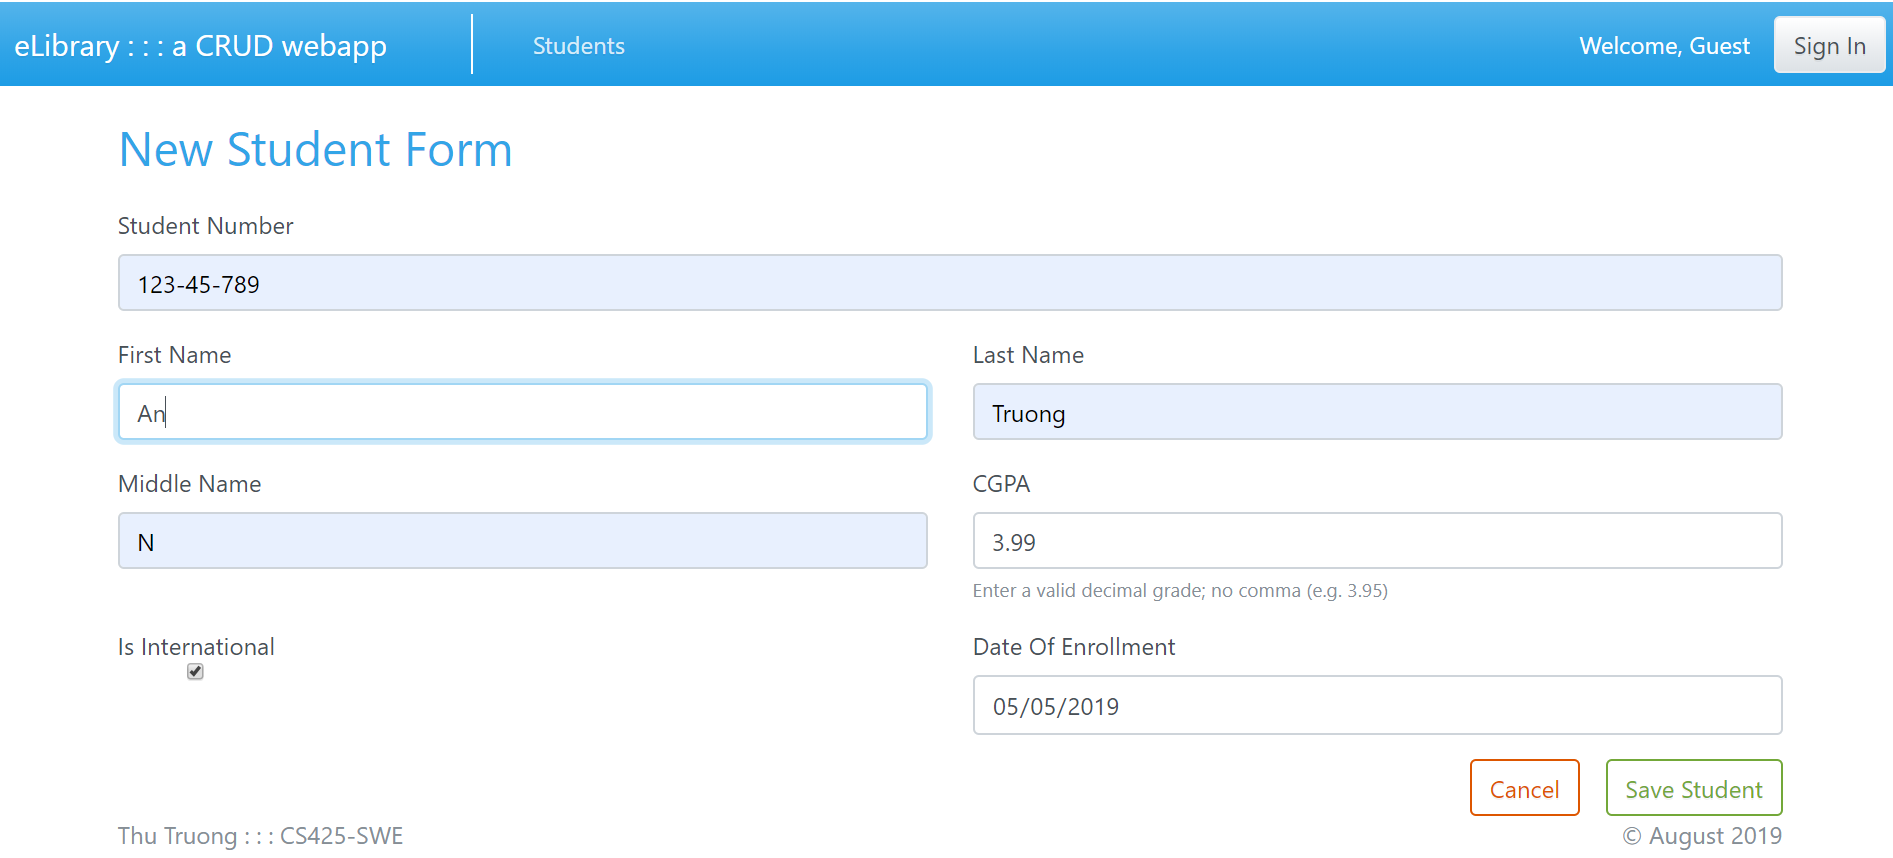 eLibrary : : : a CRUD webapp Students Welcome, Guest Sign In
New Student Form
Student Number
123-45-789
First Name Last Name
An Truong
Middle Name CGPA
N 3.99
Enter a valid decimal grade; no comma (e.g. 3.95)
Is International Date Of Enrollment
05/05/2019
Cancel Save Student
Thu Truong : : : CS425-SWE © August 2019